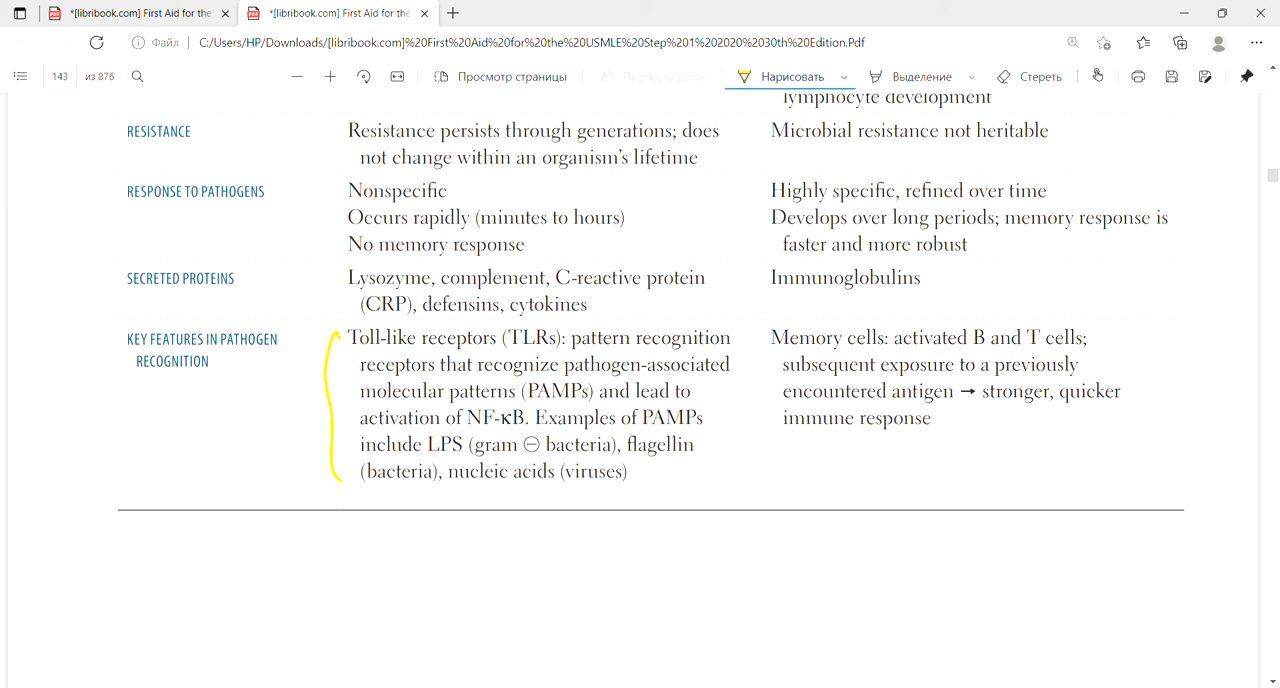 *[libribook.com] First Aid for the
*[libribook.com] First Aid for the
Файл
C:/Users/HP/Downloads/[libribook.com]%20First%20Aid%20for%20the%20USMLE%20Step%201%202020%2030th%20Edition.Pdf
143 из 876
Просмотр страницы
Прочесть вслух
Нарисовать
Выделение
Стереть
lymphocyte development
RESISTANCE
Resistance persists through generations; does
not change within an organism’s lifetime
Microbial resistance not heritable
RESPONSE TO PATHOGENS
Nonspecific
Occurs rapidly (minutes to hours)
No memory response
Highly specific, refined over time
Develops over long periods; memory response is
faster and more robust
SECRETED PROTEINS
Lysozyme, complement, C-reactive protein
(CRP), defensins, cytokines
Immunoglobulins
KEY FEATURES IN PATHOGEN
RECOGNITION
Toll-like receptors (TLRs): pattern recognition
receptors that recognize pathogen-associated
molecular patterns (PAMPs) and lead to
activation of NF-κB. Examples of PAMPs
include LPS (gram ⊖ bacteria), flagellin
(bacteria), nucleic acids (viruses)
Memory cells: activated B and T cells;
subsequent exposure to a previously
encountered antigen → stronger, quicker
immune response